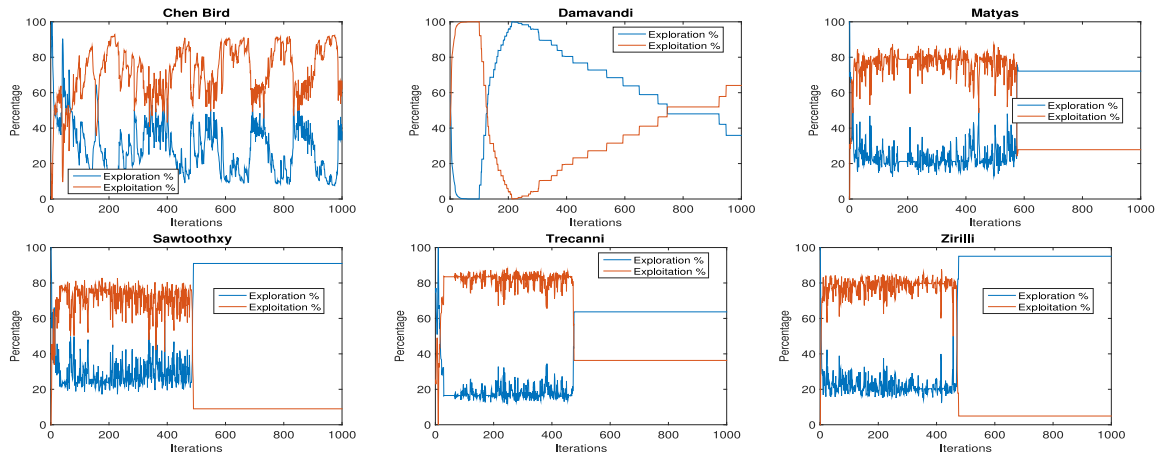 Chen Bird
100
80
60
40
20
0
Percentage
Exploration %
Exploitation %
0 200 400 600 800 1000
Iterations
Damavandi
100
80
60
40
20
0
Percentage
Exploration %
Exploitation %
0 200 400 600 800 1000
Iterations
Matyas
100
80
60
40
20
0
Percentage
Exploration %
Exploitation %
0 200 400 600 800 1000
Iterations
Sawtoothxy
100
80
60
40
20
0
Percentage
Exploration %
Exploitation %
0 200 400 600 800 1000
Iterations
Trecanni
100
80
60
40
20
0
Percentage
Exploration %
Exploitation %
0 200 400 600 800 1000
Iterations
Zirilli
100
80
60
40
20
0
Percentage
Exploration %
Exploitation %
0 200 400 600 800 1000
Iterations